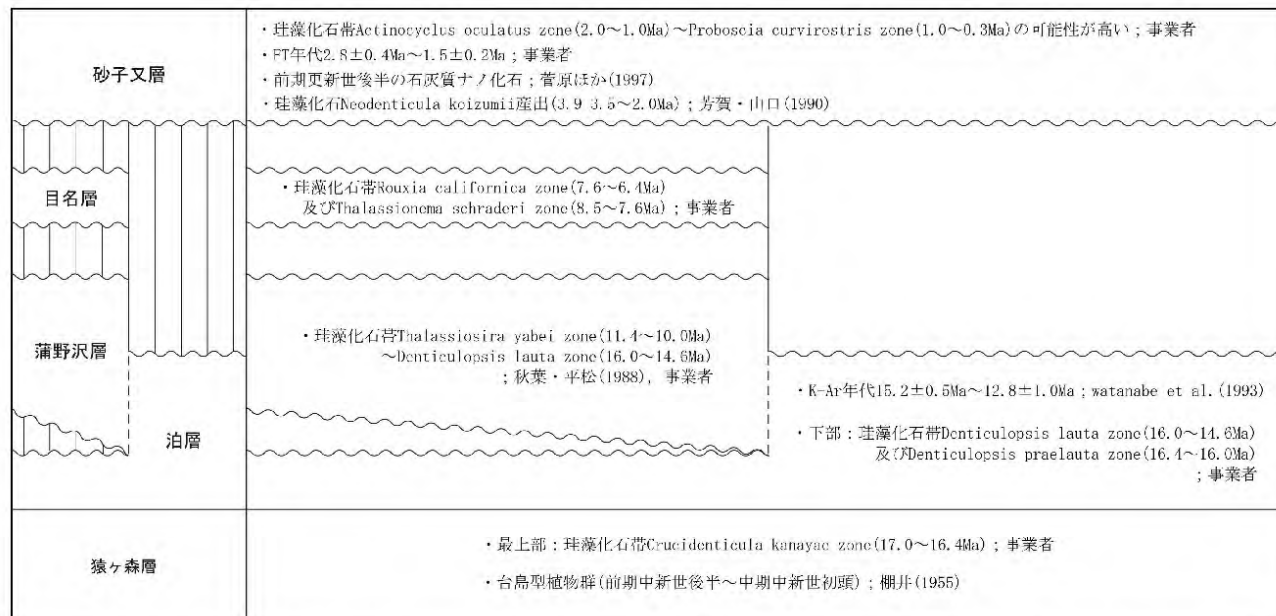 砂子又層
・珪藻化石帯Actinocyclus oculatus zone(2.0～1.0Ma)～Proboscia curvirostris zone(1.0～0.3Ma)の可能性が高い；事業者
・FT年代2.8±0.4Ma～1.5±0.2Ma；事業者
・前期更新世後半の石灰質ナノ化石；菅原ほか(1997)
・珪藻化石Neodenticula koizumii産出(3.9 3.5～2.0Ma)；芳賀・山口(1990)
目名層
・珪藻化石帯Rouxia californica zone(7.6～6.4Ma)
及びThalassionema schraderi zone(8.5～7.6Ma)；事業者
蒲野沢層
・珪藻化石帯Thalassiosira yabei zone(11.4～10.0Ma)
～Denticulopsis lauta zone(16.0～14.6Ma)
；秋葉・平松(1988), 事業者
泊層
・K-Ar年代15.2±0.5Ma～12.8±1.0Ma；watanabe et al.(1993)
・下部：珪藻化石帯Denticulopsis lauta zone(16.0～14.6Ma)
及びDenticulopsis praelauta zone(16.4～16.0Ma)
；事業者
猿ヶ森層
・最上部：珪藻化石帯Crucidenticula kanayae zone(17.0～16.4Ma)；事業者
・台島型植物群(前期中新世後半～中期中新世初頭)；棚井(1955)